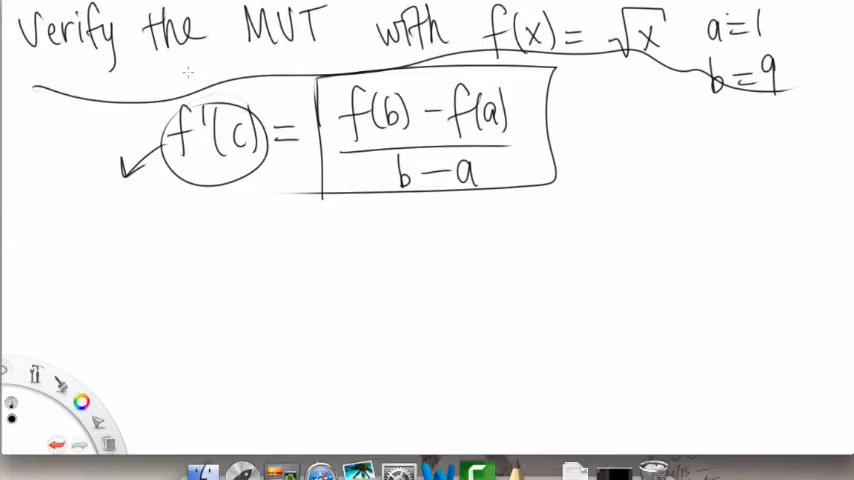 Verify the MVT with f(x) = √x a=1
b=9
f'(c) = f(b) - f(a)
b - a